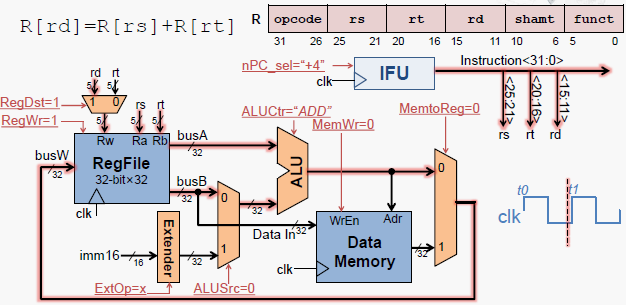 R[rd]=R[rs]+R[rt]
R opcode rs rt rd shamt funct
31 26 25 21 20 16 15 11 10 6 5 0
nPC_sel="+4"
IFU
clk
Instruction<31:0>
<25:21>
<20:16>
<15:11>
rs rt rd
rd rt
RegDst=1
1 0
5 5
rs rt
RegWr=1
5 5 5
Rw Ra Rb
busW
32
RegFile
32-bit×32
clk
busA
32
busB
32
ALUCtr="ADD"
MemWr=0
MemtoReg=0
ALU
32
0
1
32
Data In 32
WrEn Adr
Data
Memory
clk
0
1
32
imm16
16
Extender
32
ExtOp=x
ALUSrc=0
t0 t1
clk